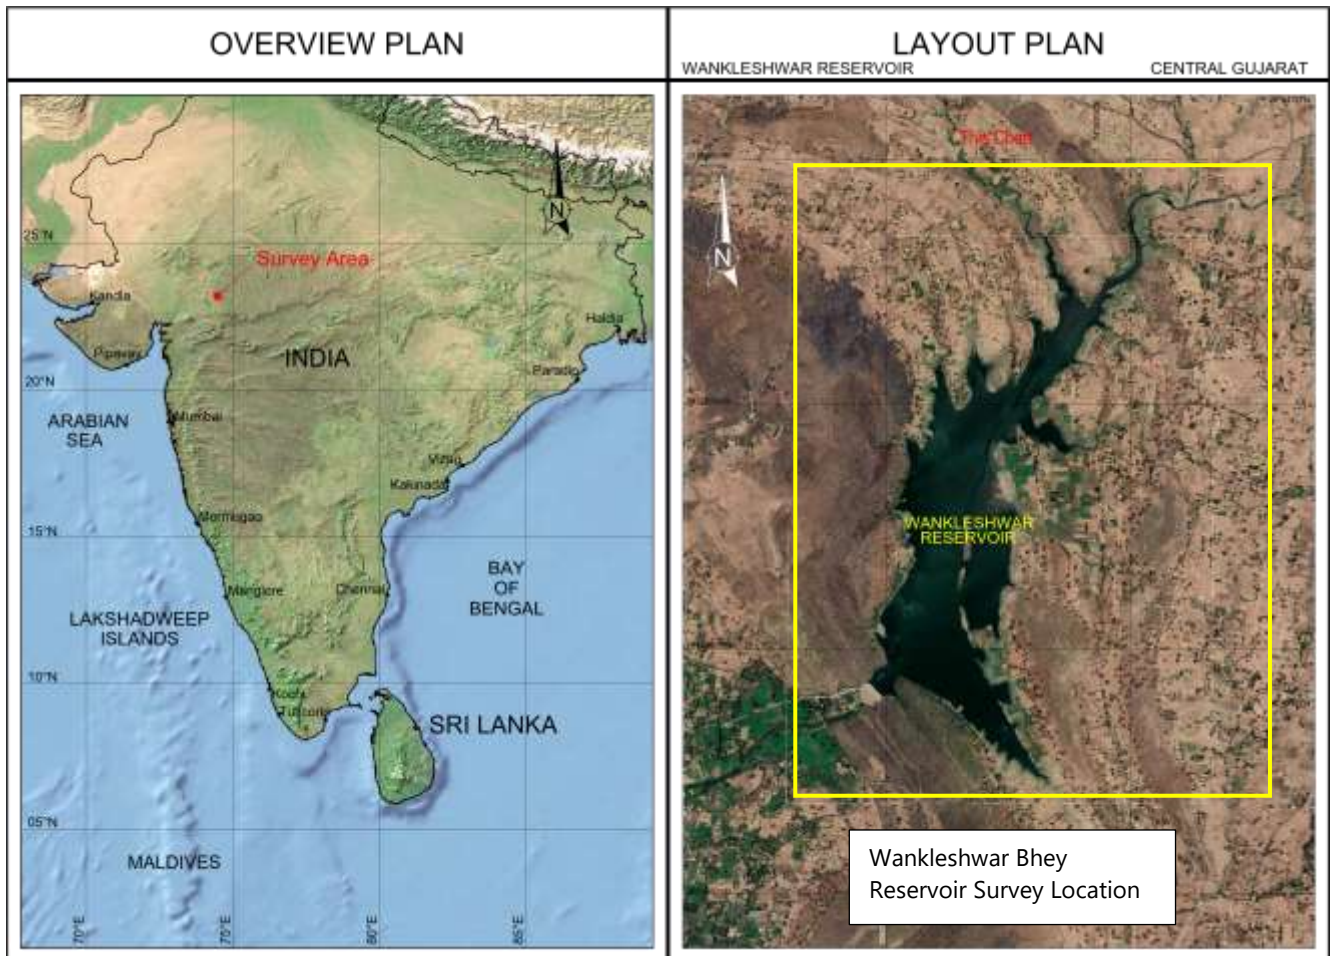 OVERVIEW PLAN
25°N
Survey Area
N
Kandla
Pipavav
INDIA
Haldia
20°N
Paradip
ARABIAN
SEA
Mumbai
Vizag
Kakinada
15°N
Mormugao
BAY
OF
BENGAL
Manglore
Chennai
LAKSHADWEEP
ISLANDS
10°N
Kochi
Tuticorin
SRI LANKA
05°N
MALDIVES
70°E
75°E
80°E
85°E
LAYOUT PLAN
WANKLESHWAR RESERVOIR
CENTRAL GUJARAT
N
WANKLESHWAR
RESERVOIR
Wankleshwar Bhey
Reservoir Survey Location